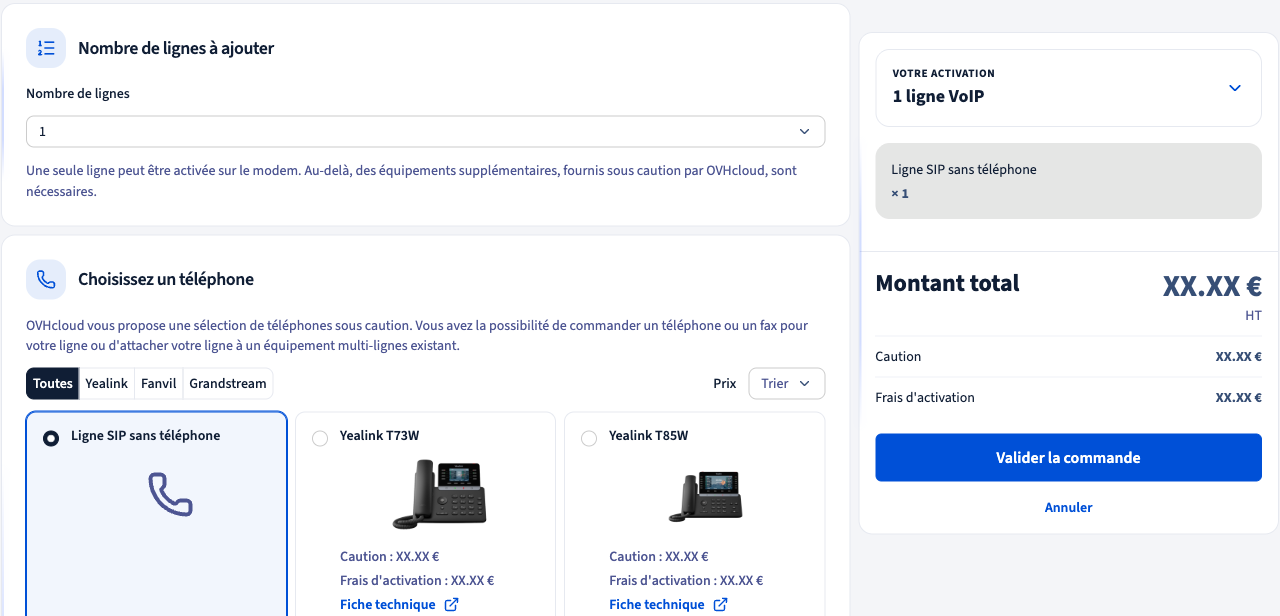 Nombre de lignes à ajouter
Nombre de lignes
1
Une seule ligne peut être activée sur le modem. Au-delà, des équipements supplémentaires, fournis sous caution par OVHcloud, sont
nécessaires.
Choisissez un téléphone
OVHcloud vous propose une sélection de téléphones sous caution. Vous avez la possibilité de commander un téléphone ou un fax pour
votre ligne ou d'attacher votre ligne à un équipement multi-lignes existant.
Toutes Yealink Fanvil Grandstream
Prix Trier
Ligne SIP sans téléphone
Yealink T73W
Caution : XX.XX €
Frais d'activation : XX.XX €
Fiche technique
Yealink T85W
Caution : XX.XX €
Frais d'activation : XX.XX €
Fiche technique
VOTRE ACTIVATION
1 ligne VoIP
Ligne SIP sans téléphone
× 1
Montant total XX.XX €
HT
Caution XX.XX €
Frais d'activation XX.XX €
Valider la commande
Annuler